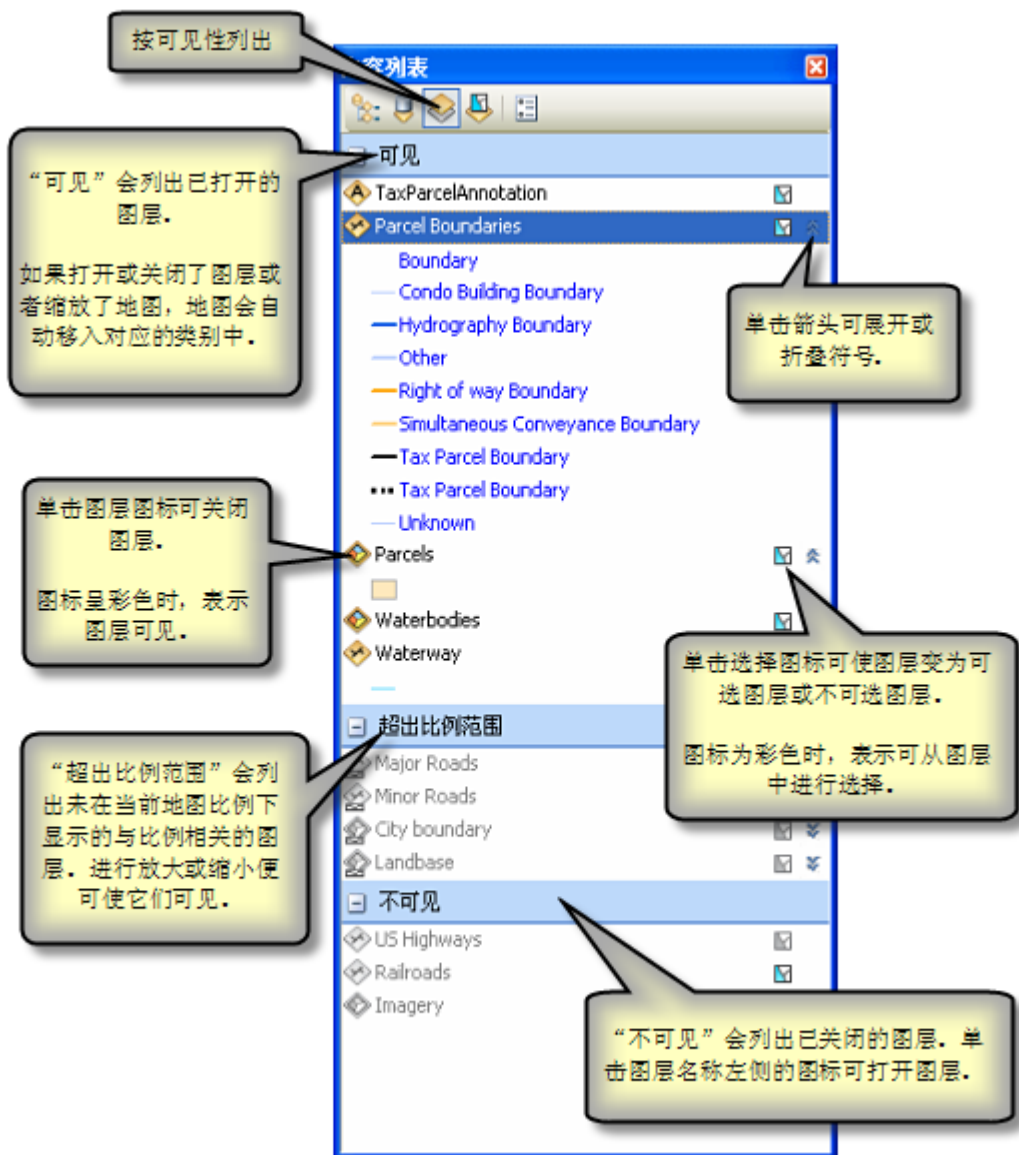 按可见性列出
容列表
可见
“可见”会列出已打开的
图层.
如果打开或关闭了图层或
者缩放了地图，地图会自
动移入对应的类别中.
TaxParcelAnnotation
Parcel Boundaries
Boundary
Condo Building Boundary
Hydrography Boundary
Other
Right of way Boundary
Simultaneous Conveyance Boundary
Tax Parcel Boundary
Tax Parcel Boundary
Unknown
单击箭头可展开或
折叠符号.
单击图层图标可关闭
图层.
图标呈彩色时，表示
图层可见.
Parcels
Waterbodies
Waterway
单击选择图标可使图层变为可
选图层或不可选图层.
图标为彩色时，表示可从图层
中进行选择.
超出比例范围
“超出比例范围”会列
出未在当前地图比例下
显示的与比例相关的图
层. 进行放大或缩小便
可使它们可见.
Major Roads
Minor Roads
City boundary
Landbase
不可见
US Highways
Railroads
Imagery
“不可见”会列出已关闭的图层. 单
击图层名称左侧的图标可打开图层.